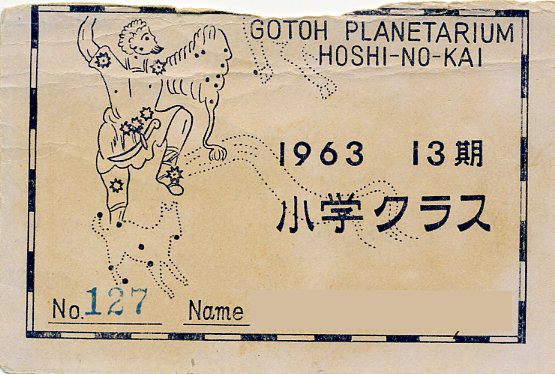 GOTOH PLANETARIUM
HOSHI-NO-KAI
1963 13期
小学クラス
No.127 Name